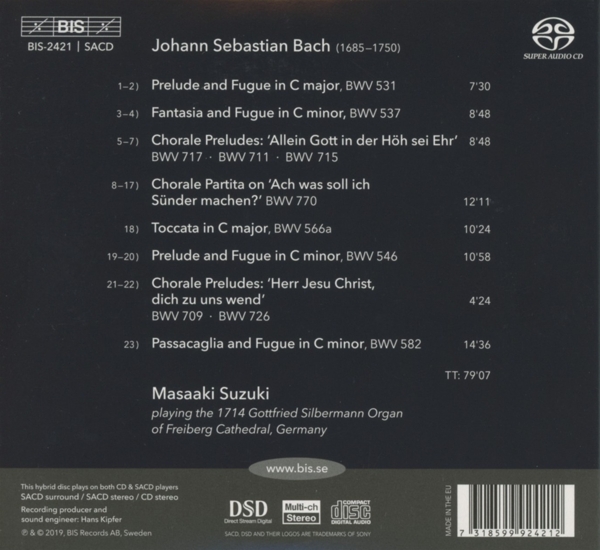 BIS
BIS-2421 | SACD
Johann Sebastian Bach (1685–1750)
SUPER AUDIO CD
1–2) Prelude and Fugue in C major, BWV 531 7'30
3–4) Fantasia and Fugue in C minor, BWV 537 8'48
5–7) Chorale Preludes: ‘Allein Gott in der Höh sei Ehr’ 8'48
BWV 717 · BWV 711 · BWV 715
8–17) Chorale Partita on ‘Ach was soll ich
Sünder machen?’ BWV 770 12'11
18) Toccata in C major, BWV 566a 10'24
19–20) Prelude and Fugue in C minor, BWV 546 10'58
21–22) Chorale Preludes: ‘Herr Jesu Christ,
dich zu uns wend’ 4'24
BWV 709 · BWV 726
23) Passacaglia and Fugue in C minor, BWV 582 14'36
TT: 79'07
Masaaki Suzuki
playing the 1714 Gottfried Silbermann Organ
of Freiberg Cathedral, Germany
www.bis.se
This hybrid disc plays on both CD & SACD players
SACD surround / SACD stereo / CD stereo
Recording producer and
sound engineer: Hans Kipfer
℗ & © 2019, BIS Records AB, Sweden
DSD
Direct Stream Digital
Multi-ch
Stereo
COMPACT
disc
DIGITAL AUDIO
SACD, DSD AND THEIR LOGOS ARE TRADEMARKS OF SONY
MADE IN THE EU
7 318599 924212